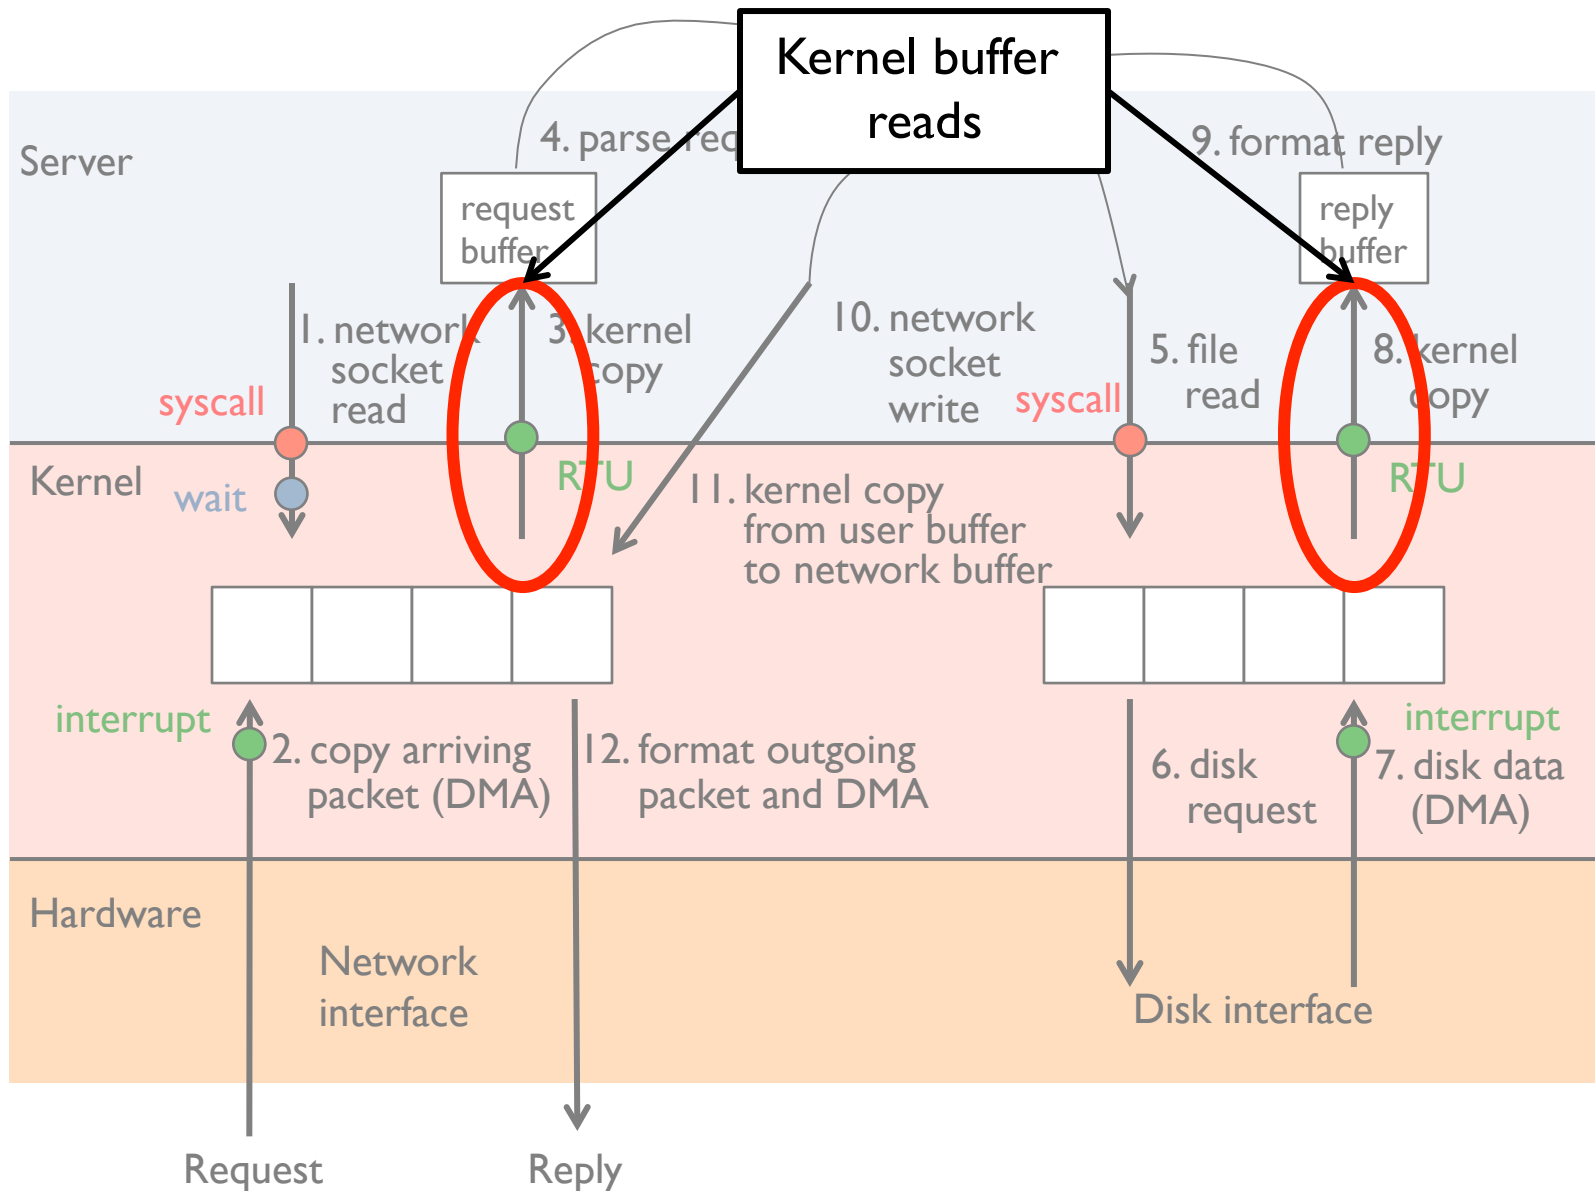 Kernel buffer
reads
Server
4. parse req
9. format reply
request
buffer
reply
buffer
1. network
socket
read
syscall
3. kernel
copy
10. network
socket
write
syscall
5. file
read
8. kernel
copy
Kernel
wait
RTU
11. kernel copy
from user buffer
to network buffer
RTU
interrupt
2. copy arriving
packet (DMA)
12. format outgoing
packet and DMA
6. disk
request
interrupt
7. disk data
(DMA)
Hardware
Network
interface
Disk interface
Request
Reply